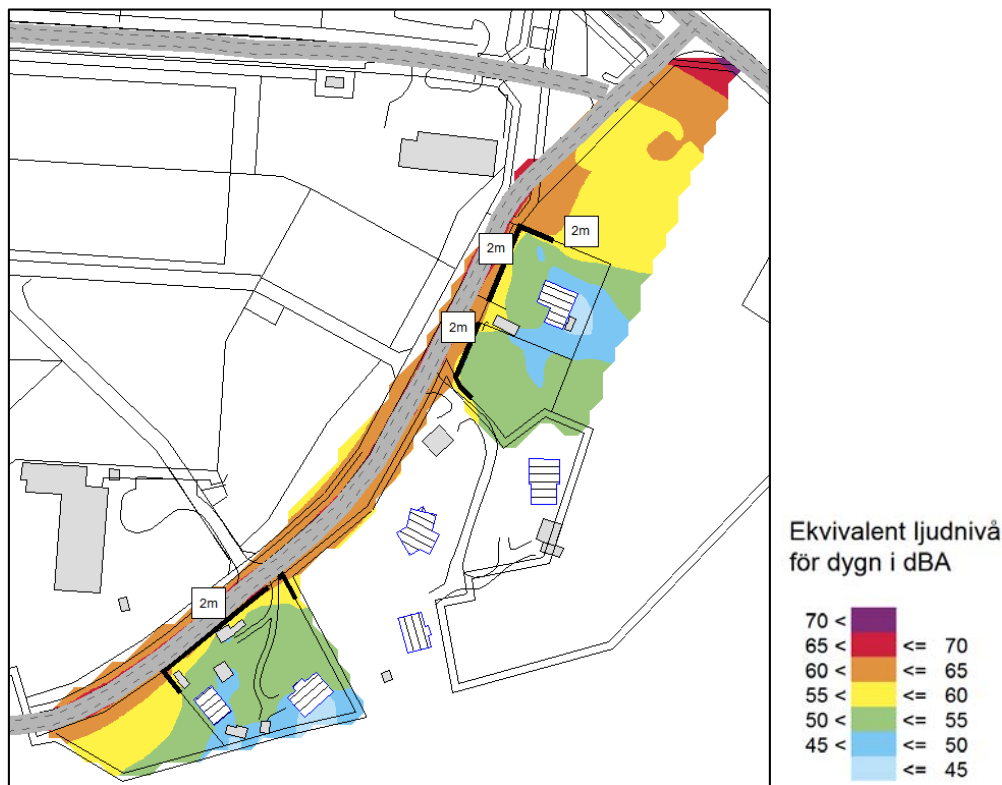 2m
2m
2m
2m
Ekvivalent ljudnivå
för dygn i dBA
70 <
65 < <= 70
60 < <= 65
55 < <= 60
50 < <= 55
45 < <= 50
<= 45